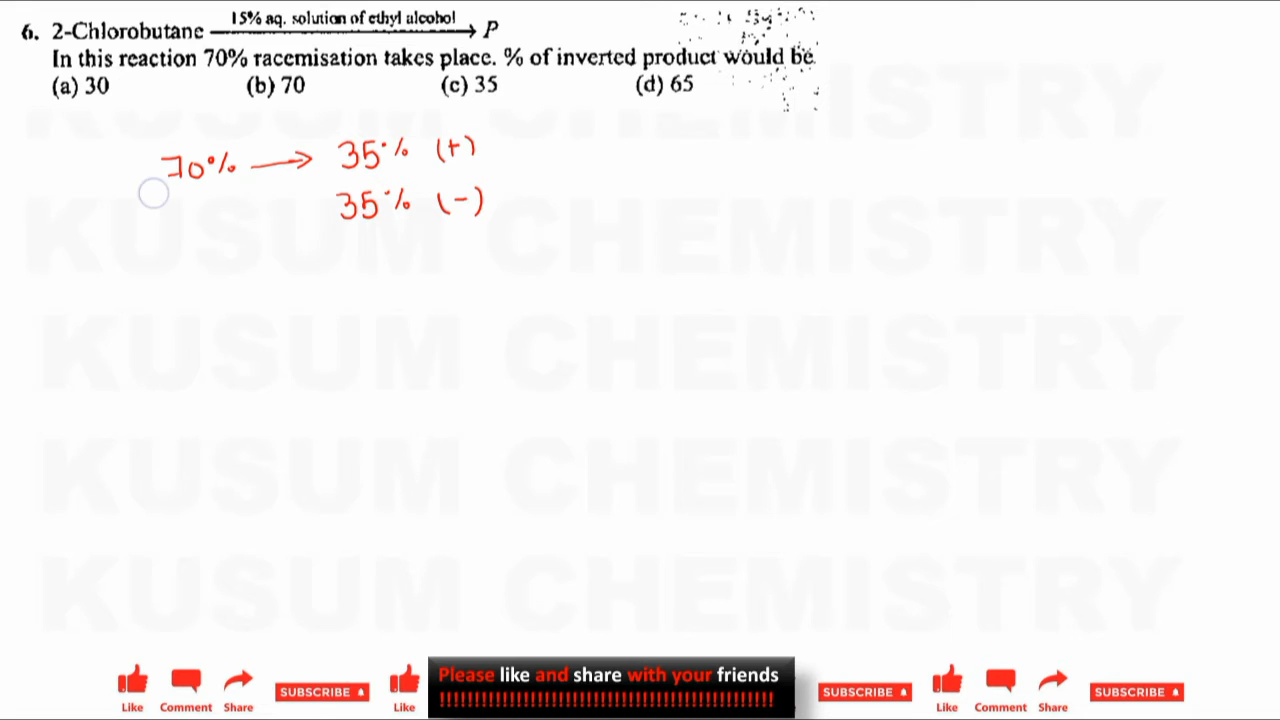 15% aq. solution of ethyl alcohol
6. 2-Chlorobutane ⟶ P
In this reaction 70% racemisation takes place. % of inverted product would be
(a) 30 (b) 70 (c) 35 (d) 65
70% → 35% (+)
35% (-)
KUSUM CHEMISTRY
KUSUM CHEMISTRY
KUSUM CHEMISTRY
KUSUM CHEMISTRY
KUSUM CHEMISTRY
Please like and share with your friends
!!!!!!!!!!!!!!!!!!!!!!!!!!!!!!!!!!!!!!!!!!!!!!!!
SUBSCRIBE SUBSCRIBE SUBSCRIBE
Like Comment Share Like Like Comment Share